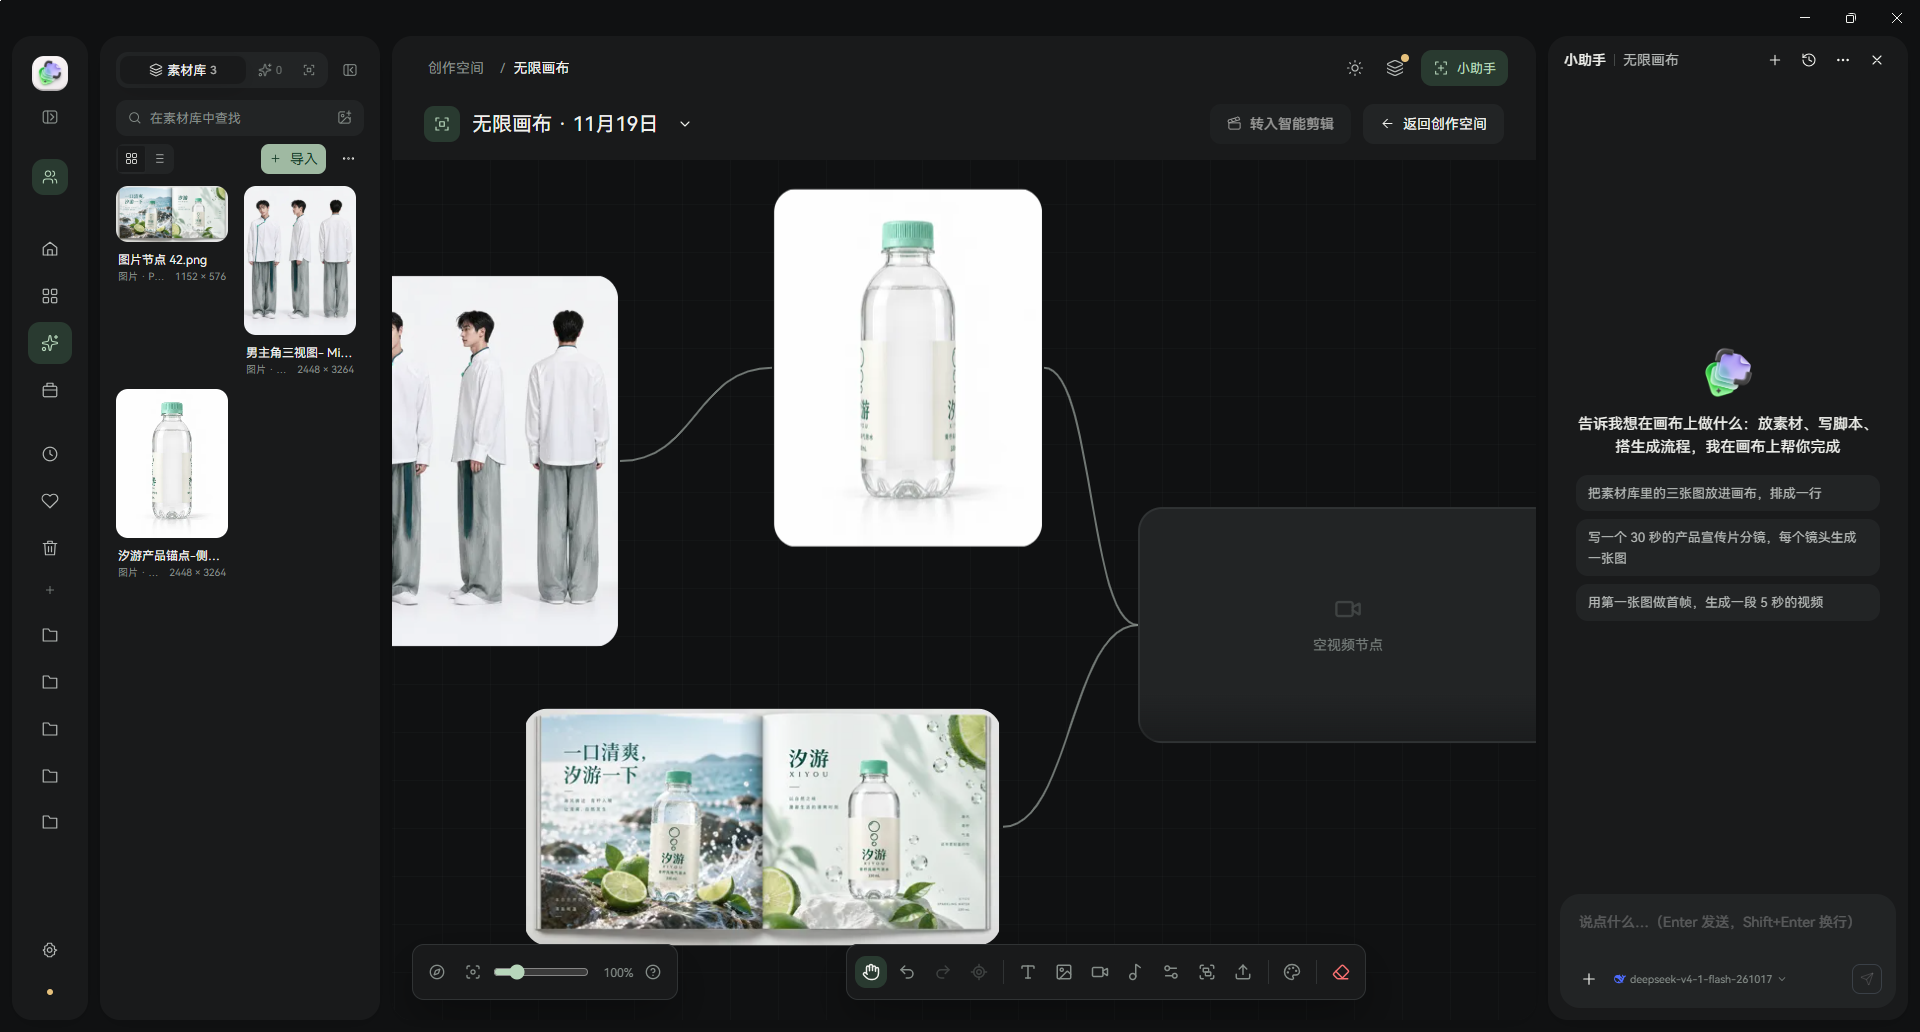 素材库 3
0
在素材库中查找
导入
图片节点 42.png
图片 · P...
1152 × 576
男主角三视图- Mi...
图片 · ...
2448 × 3264
汐游产品锚点-侧...
图片 · ...
2448 × 3264
创作空间 / 无限画布
小助手
无限画布 · 11月19日
转入智能剪辑
返回创作空间
空视频节点
一口清爽，
汐游一下
汐游
XIYOU
汐游
汐游
100%
小助手
无限画布
告诉我想在画布上做什么：放素材、写脚本、
搭生成流程，我在画布上帮你完成
把素材库里的三张图放进画布，排成一行
写一个 30 秒的产品宣传片分镜，每个镜头生成
一张图
用第一张图做首帧，生成一段 5 秒的视频
说点什么...（Enter 发送，Shift+Enter 换行）
deepseek-v4-1-flash-261017